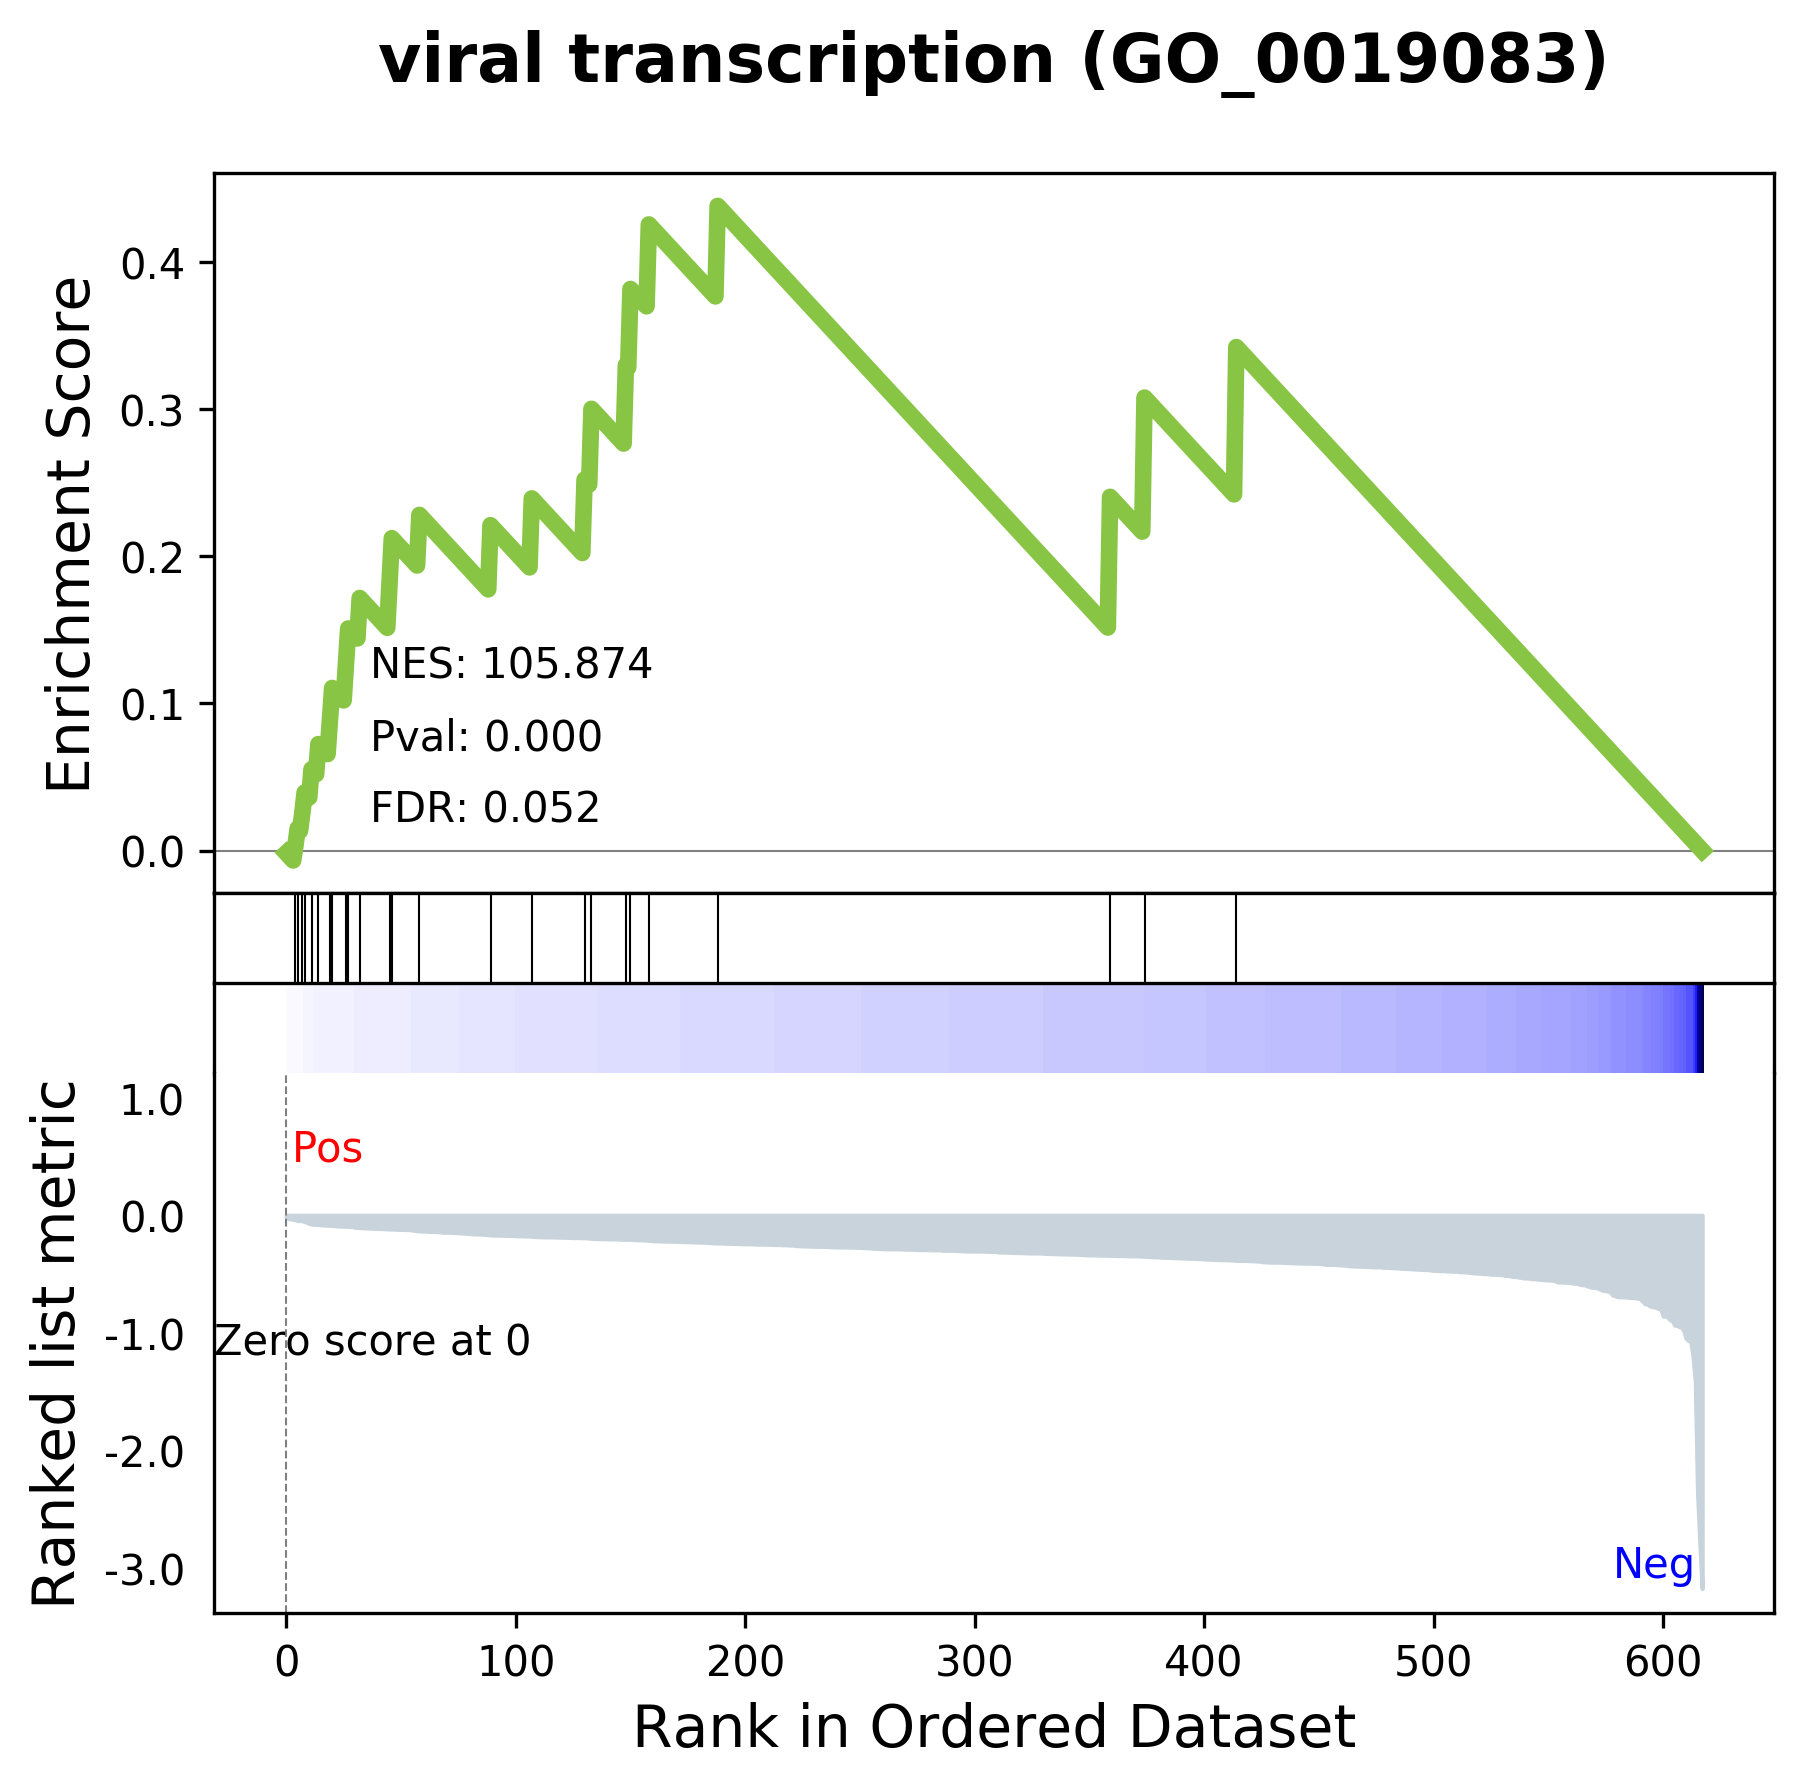 viral transcription (GO_0019083)
Enrichment Score
0.4
0.3
0.2
0.1
0.0
NES: 105.874
Pval: 0.000
FDR: 0.052
Ranked list metric
1.0
0.0
-1.0
-2.0
-3.0
Pos
Zero score at 0
Neg
0 100 200 300 400 500 600
Rank in Ordered Dataset